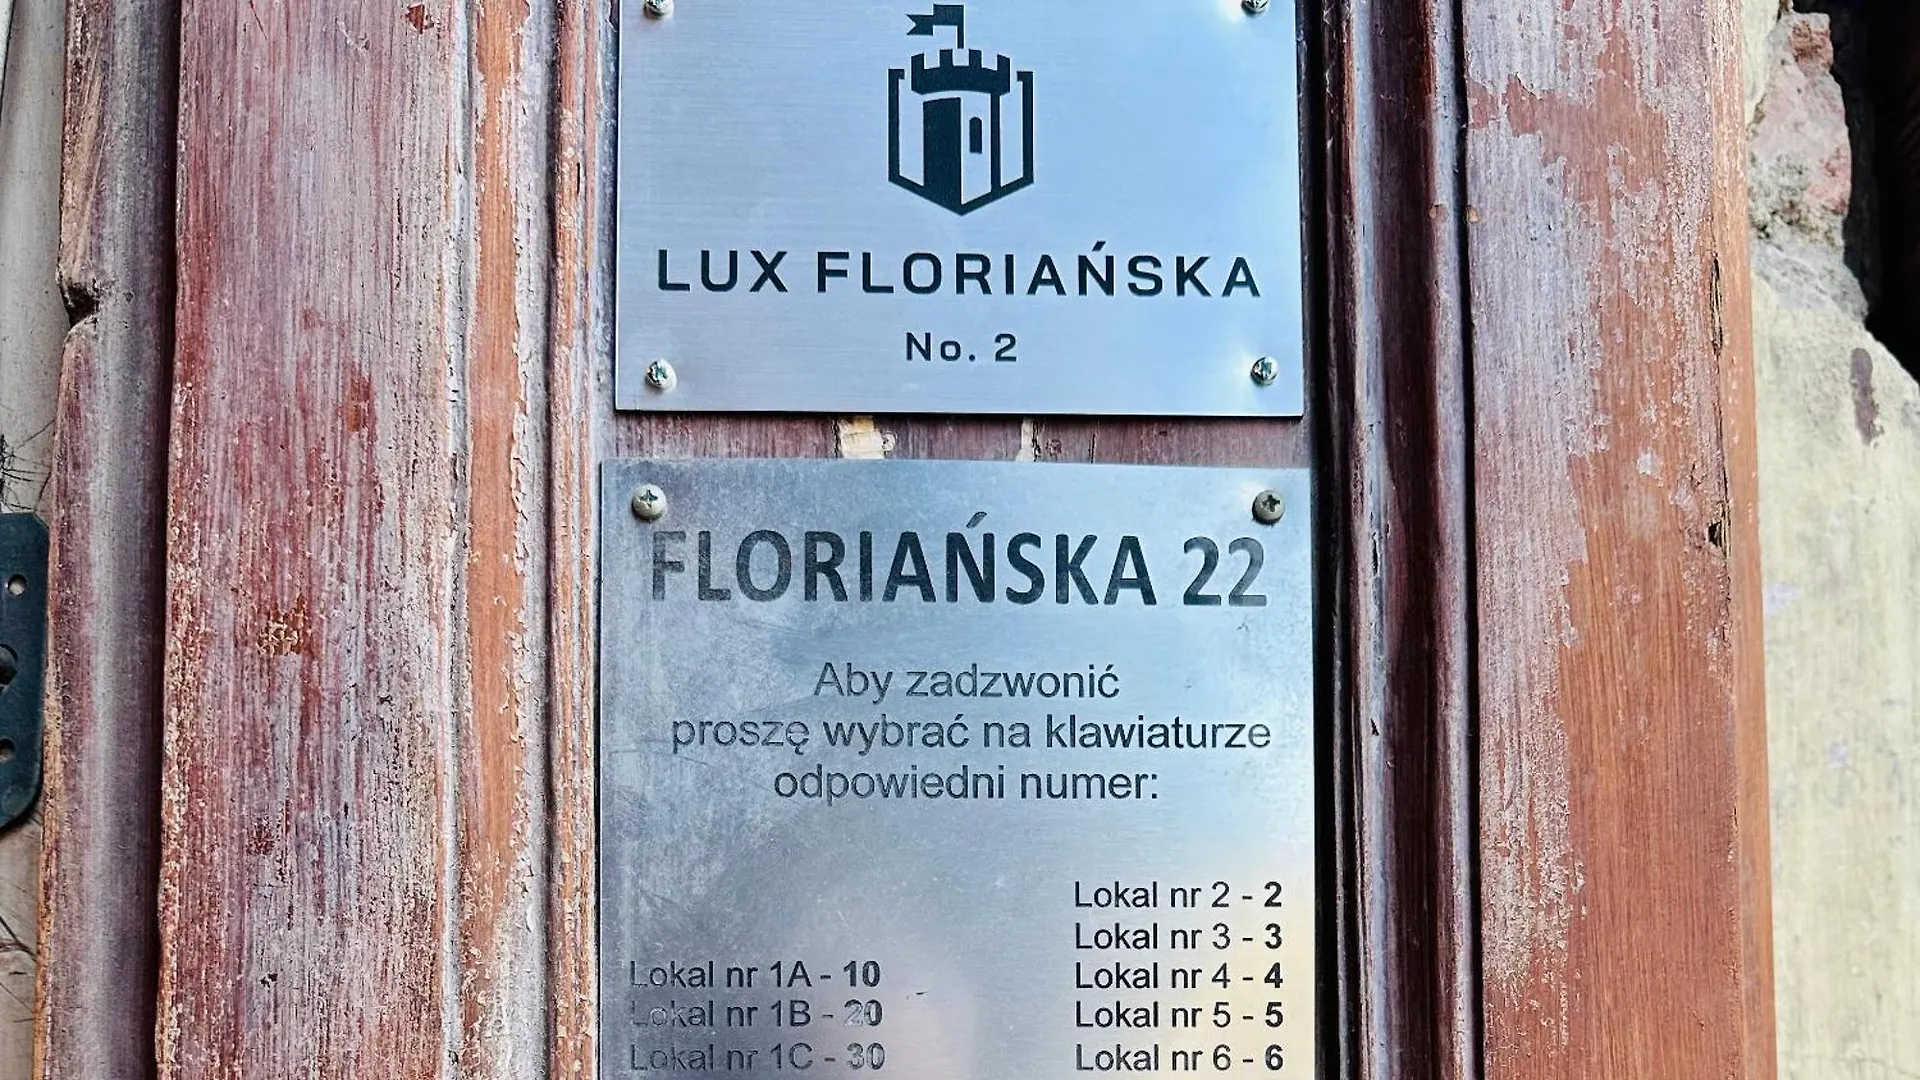 LUX FLORIAŃSKA
No. 2
FLORIAŃSKA 22
Aby zadzwonić
proszę wybrać na klawiaturze
odpowiedni numer:
Lokal nr 1A - 10
Lokal nr 1B - 20
Lokal nr 1C - 30
Lokal nr 2 - 2
Lokal nr 3 - 3
Lokal nr 4 - 4
Lokal nr 5 - 5
Lokal nr 6 - 6